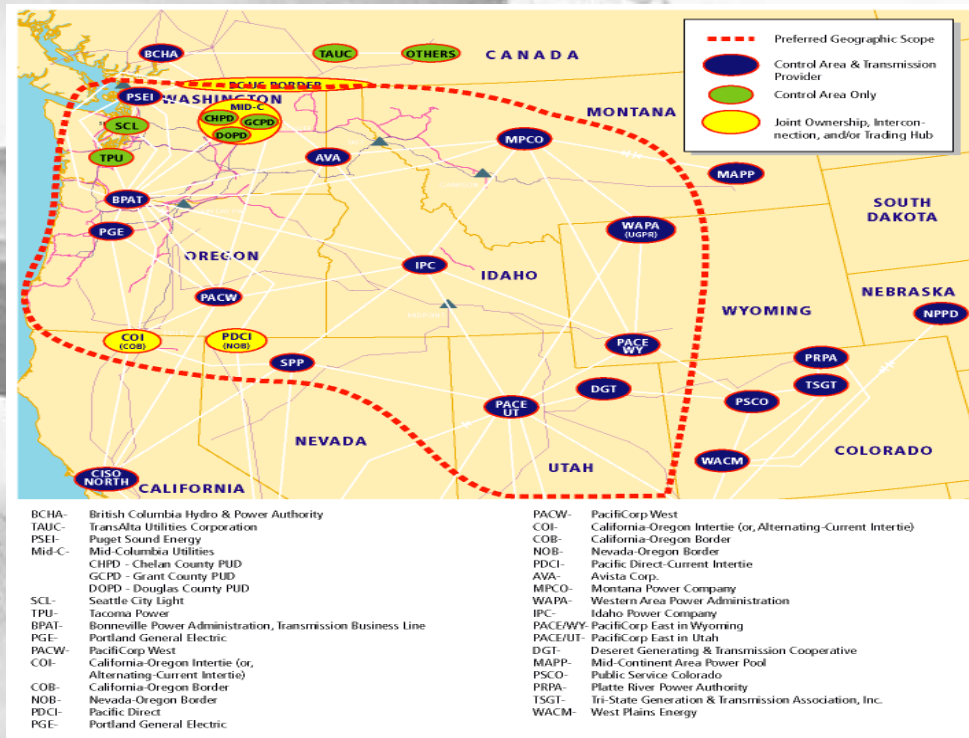 CANADA
BCHA
TAUC
OTHERS
BC-US BORDER
PSEI
WASHINGTON
MID-C
CHPD
GCPD
DOPD
SCL
TPU
AVA
MPCO
MONTANA
MAPP
BPAT
PGE
OREGON
PACW
IPC
IDAHO
WAPA
(UGPR)
SOUTH
DAKOTA
WYOMING
NEBRASKA
NPPD
COI
(COB)
PDCI
(NOB)
SPP
PACE
WY
PRPA
TSGT
DGT
PSCO
PACE
UT
NEVADA
UTAH
WACM
COLORADO
CISO
NORTH
CALIFORNIA
Preferred Geographic Scope
Control Area & Transmission
Provider
Control Area Only
Joint Ownership, Intercon-
nection, and/or Trading Hub
BCHA- British Columbia Hydro & Power Authority
TAUC- TransAlta Utilities Corporation
PSEI- Puget Sound Energy
Mid-C- Mid-Columbia Utilities
CHPD - Chelan County PUD
GCPD - Grant County PUD
DOPD - Douglas County PUD
SCL- Seattle City Light
TPU- Tacoma Power
BPAT- Bonneville Power Administration, Transmission Business Line
PGE- Portland General Electric
PACW- PacifiCorp West
COI- California-Oregon Intertie (or,
Alternating-Current Intertie)
COB- California-Oregon Border
NOB- Nevada-Oregon Border
PDCI- Pacific Direct
PGE- Portland General Electric
PACW- PacifiCorp West
COI- California-Oregon Intertie (or, Alternating-Current Intertie)
COB- California-Oregon Border
NOB- Nevada-Oregon Border
PDCI- Pacific Direct-Current Intertie
AVA- Avista Corp.
MPCO- Montana Power Company
WAPA- Western Area Power Administration
IPC- Idaho Power Company
PACE/WY- PacifiCorp East in Wyoming
PACE/UT- PacifiCorp East in Utah
DGT- Deseret Generating & Transmission Cooperative
MAPP- Mid-Continent Area Power Pool
PSCO- Public Service Colorado
PRPA- Platte River Power Authority
TSGT- Tri-State Generation & Transmission Association, Inc.
WACM- West Plains Energy